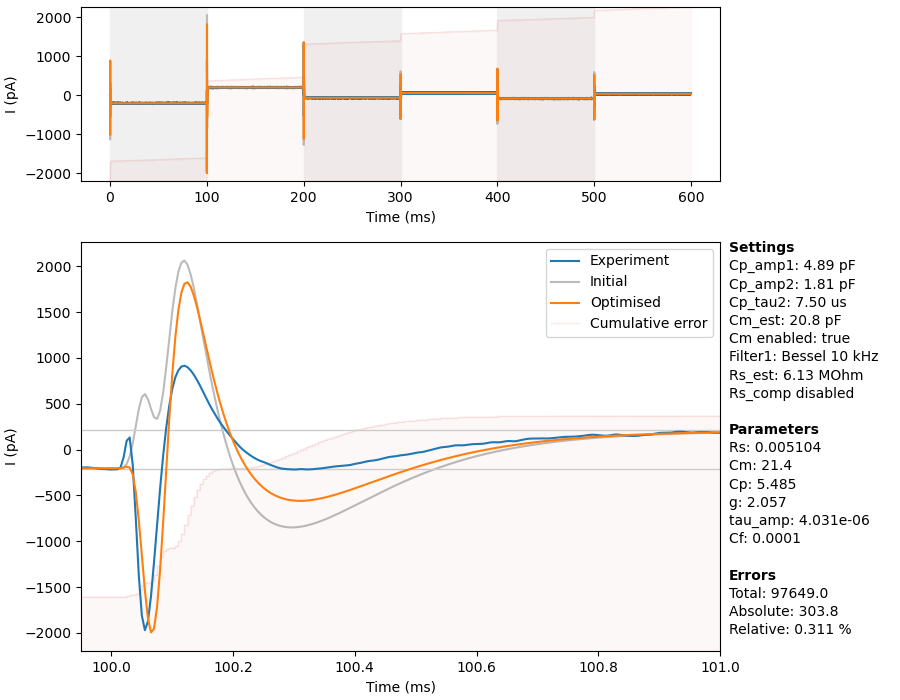 2000
1000
0
−1000
−2000
I (pA)
0 100 200 300 400 500 600
Time (ms)
2000
1500
1000
500
0
−500
−1000
−1500
−2000
I (pA)
100.0 100.2 100.4 100.6 100.8 101.0
Time (ms)
Experiment
Initial
Optimised
Cumulative error
Settings
Cp_amp1: 4.89 pF
Cp_amp2: 1.81 pF
Cp_tau2: 7.50 us
Cm_est: 20.8 pF
Cm enabled: true
Filter1: Bessel 10 kHz
Rs_est: 6.13 MOhm
Rs_comp disabled
Parameters
Rs: 0.005104
Cm: 21.4
Cp: 5.485
g: 2.057
tau_amp: 4.031e-06
Cf: 0.0001
Errors
Total: 97649.0
Absolute: 303.8
Relative: 0.311 %